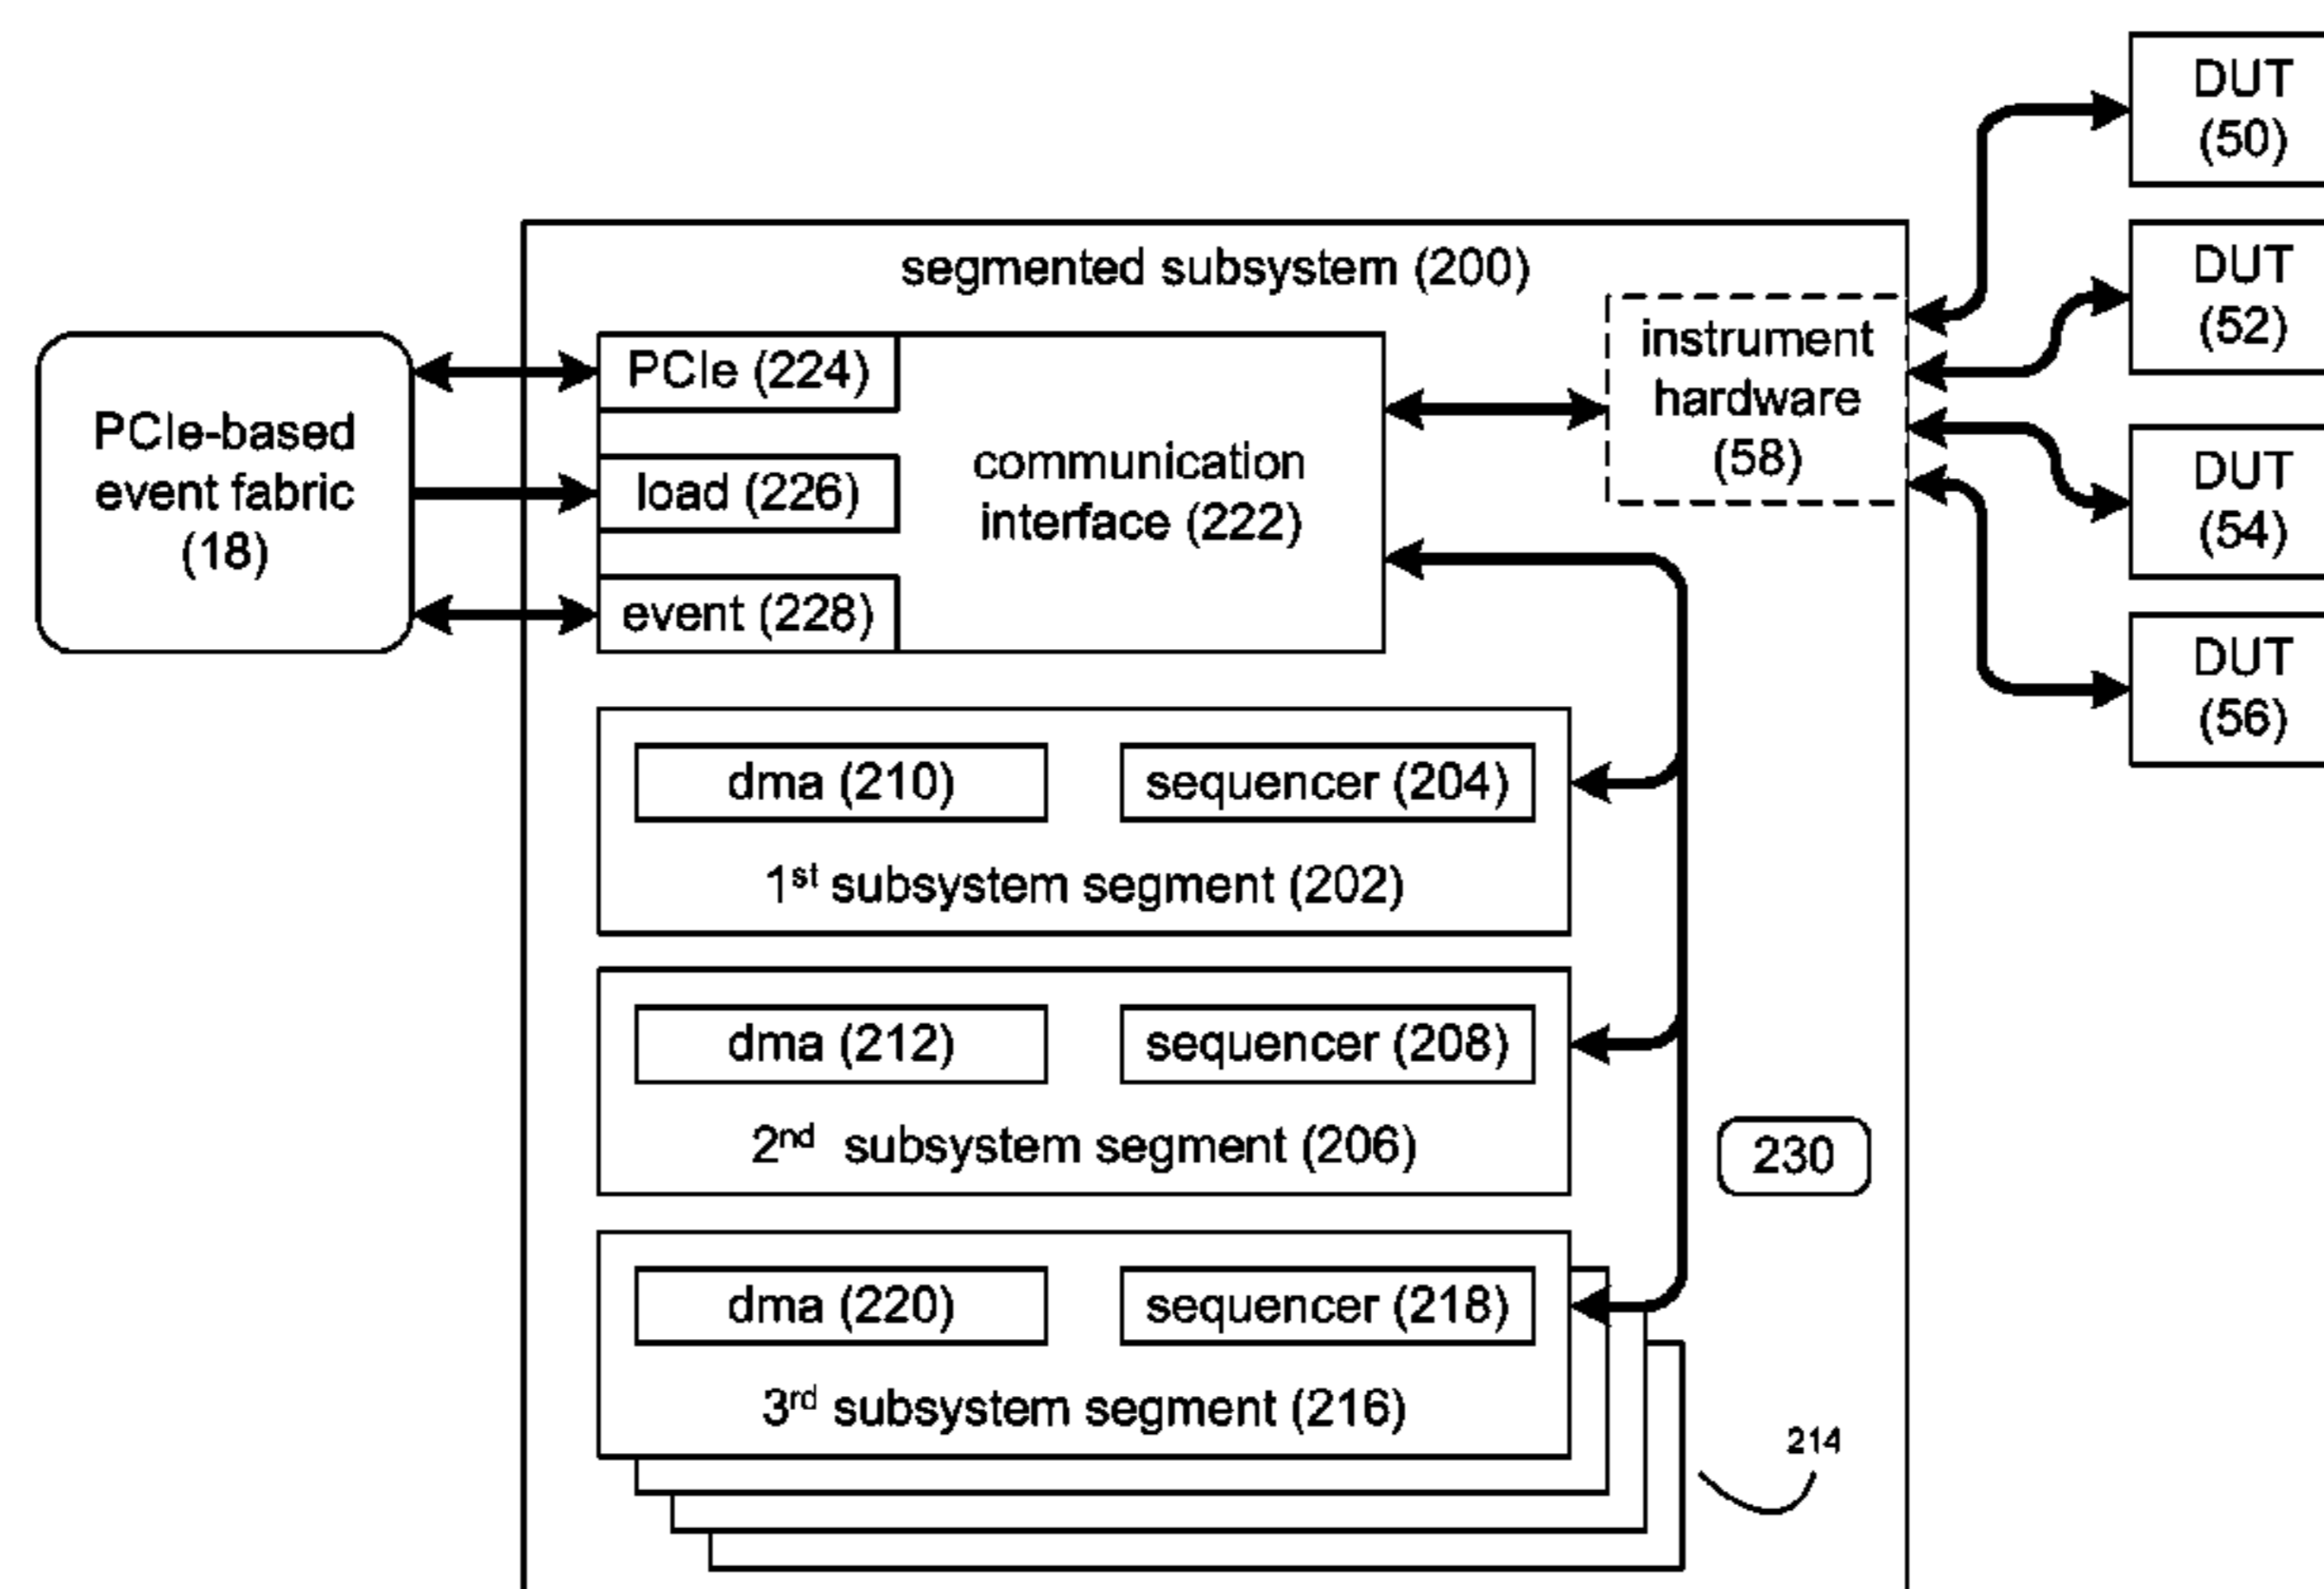 DUT
(50)
segmented subsystem (200)
DUT
(52)
PCIe-based
event fabric
(18)
PCIe (224)
load (226)
event (228)
communication
interface (222)
instrument
hardware
(58)
DUT
(54)
DUT
(56)
dma (210)
sequencer (204)
1st subsystem segment (202)
dma (212)
sequencer (208)
2nd subsystem segment (206)
230
dma (220)
sequencer (218)
3rd subsystem segment (216)
214